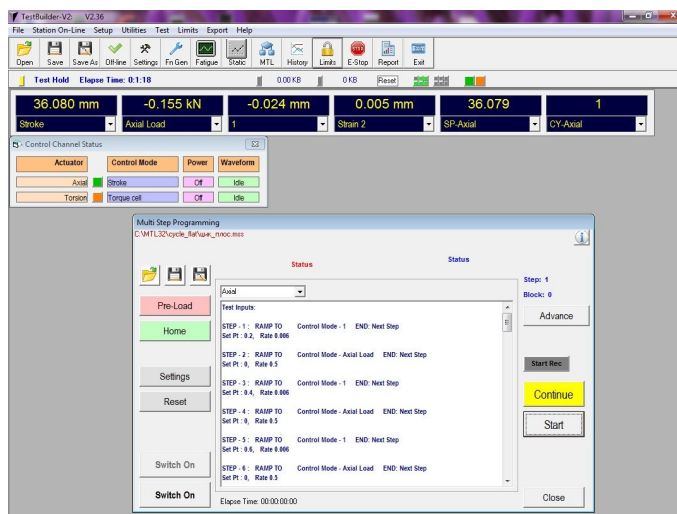 TestBuilder-V2: V2.36
File Station On-Line Setup Utilities Test Limits Export Help
Open Save Save As Off-line Settings Fn Gen Fatigue Static MTL History Limits E-Stop Report Exit
Test Hold Elapse Time: 0:1:18 0.00 KB 0 KB Reset
36.080 mm -0.155 kN -0.024 mm 0.005 mm 36.079 1
Stroke Axial Load 1 Strain 2 SP-Axial CY-Axial
Control Channel Status
Actuator Control Mode Power Waveform
Axial Stroke Off Idle
Torsion Torque cell Off Idle
Multi Step Programming
C:\MTL32\cycle_flat\цик_плос.mss
Status Status
Step: 1
Block: 0
Axial
Pre-Load
Home
Settings
Reset
Switch On
Switch On
Test Inputs:
STEP - 1 : RAMP TO Control Mode - 1 END: Next Step
Set Pt : 0.2, Rate 0.006
STEP - 2 : RAMP TO Control Mode - Axial Load END: Next Step
Set Pt : 0, Rate 0.5
STEP - 3 : RAMP TO Control Mode - 1 END: Next Step
Set Pt : 0.4, Rate 0.006
STEP - 4 : RAMP TO Control Mode - Axial Load END: Next Step
Set Pt : 0, Rate 0.5
STEP - 5 : RAMP TO Control Mode - 1 END: Next Step
Set Pt : 0.6, Rate 0.006
STEP - 6 : RAMP TO Control Mode - Axial Load END: Next Step
Set Pt : 0, Rate 0.5
Elapse Time: 00:00:00:00
Advance
Start Rec
Continue
Start
Close